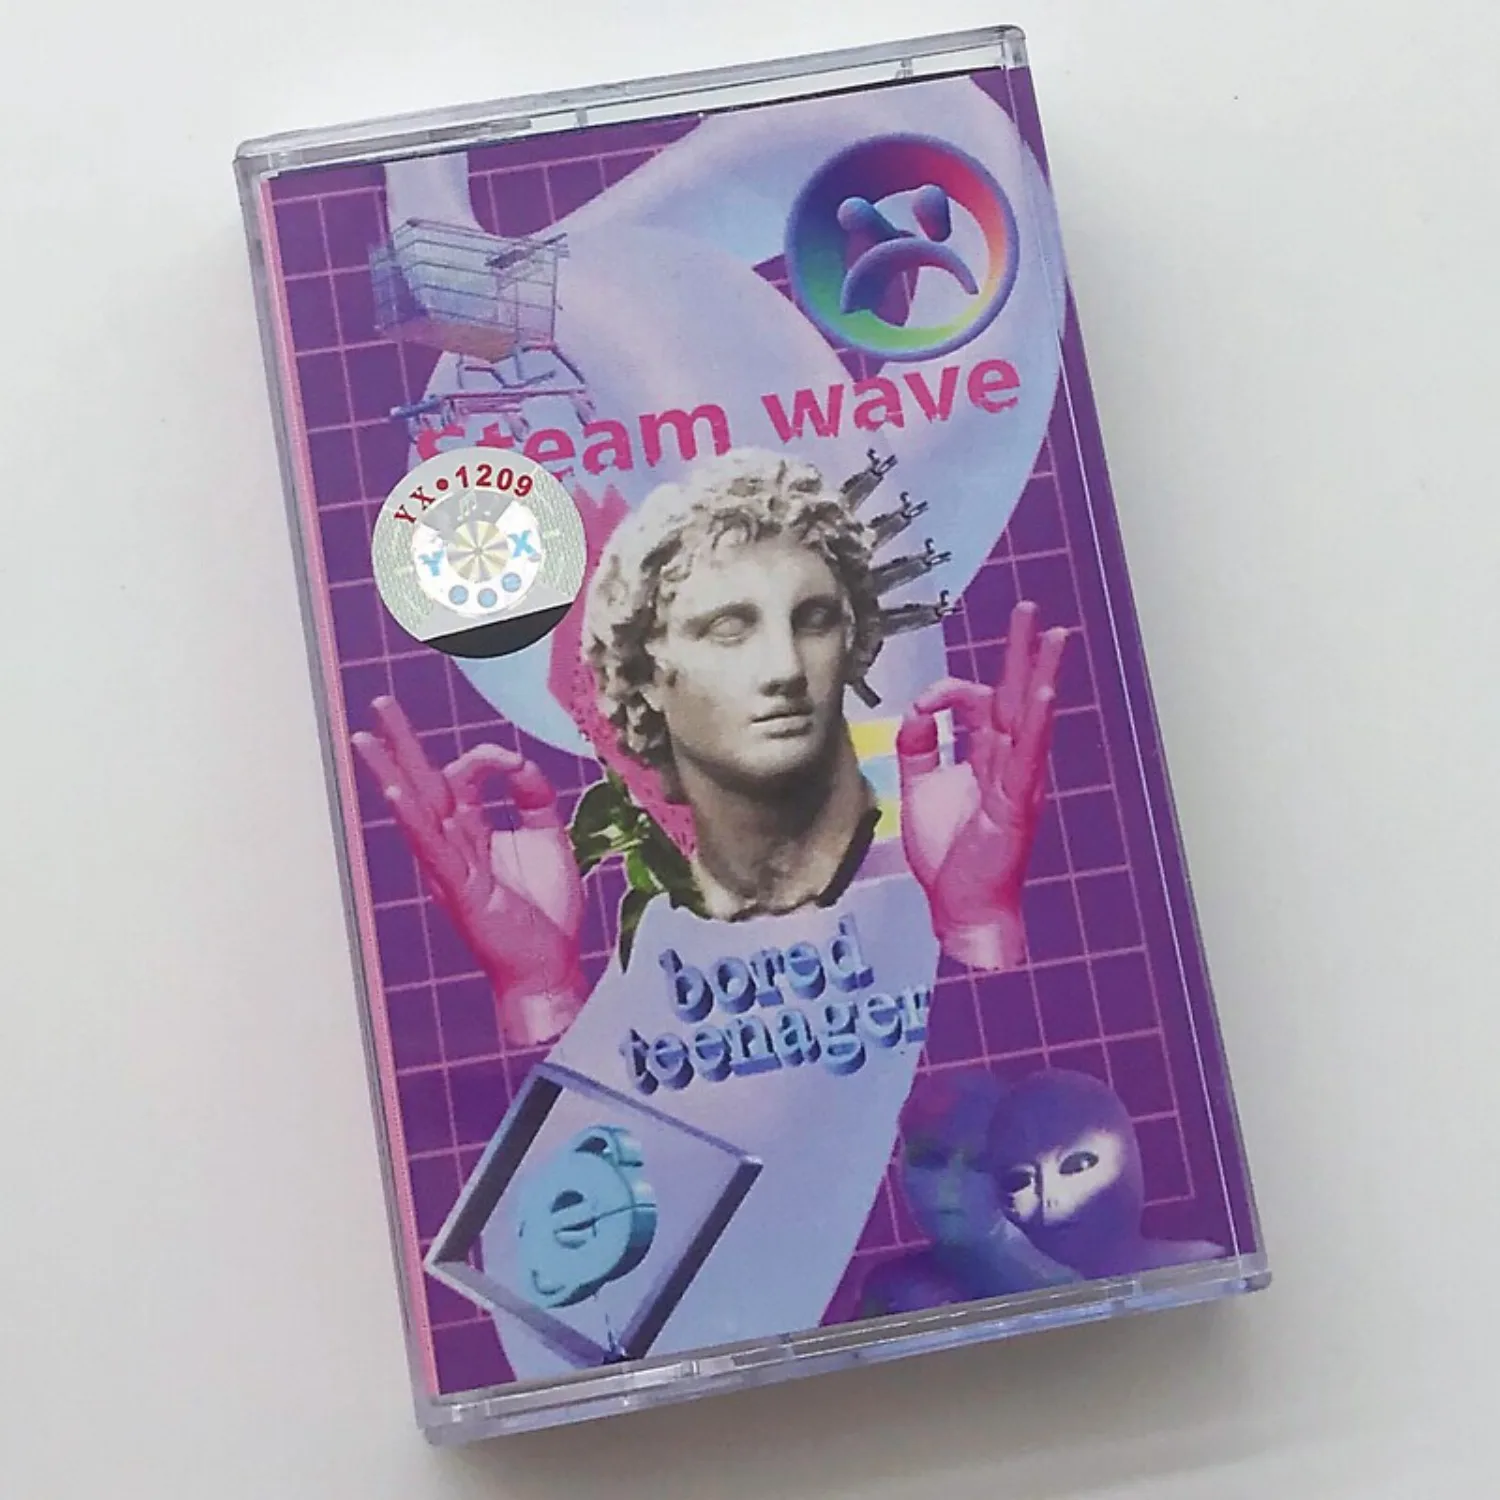 Steam wave
YX•1209
Y X
bored
teenager